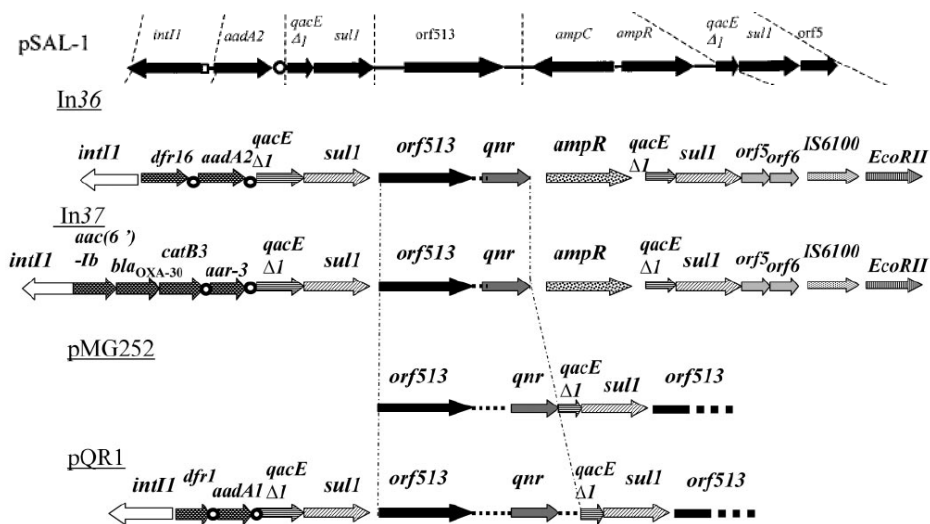 pSAL-1
intI1 aadA2 qacE Δ1 sul1 orf513 ampC ampR qacE Δ1 sul1 orf5
In36
intI1 dfr16 aadA2 qacE Δ1 sul1 orf513 qnr ampR qacE Δ1 sul1 orf5 orf6 IS6100 EcoRII
In37
intI1 aac(6’)-Ib blaOXA-30 catB3 aar-3 qacE Δ1 sul1 orf513 qnr ampR qacE Δ1 sul1 orf5 orf6 IS6100 EcoRII
pMG252
orf513 qnr qacE Δ1 sul1 orf513
pQR1
intI1 dfr1 aadA1 qacE Δ1 sul1 orf513 qnr qacE Δ1 sul1 orf513